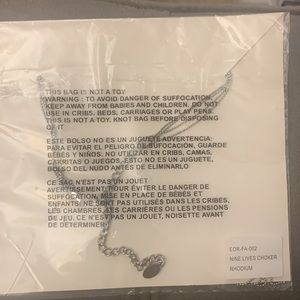 THIS BAG IS NOT A TOY
WARNING : TO AVOID DANGER OF SUFFOCATION,
KEEP AWAY FROM BABIES AND CHILDREN. DO NOT
USE IN CRIBS, BEDS, CARRIAGES OR PLAY PENS.
THIS IS NOT A TOY. KNOT BAG BEFORE DISPOSING
OF IT
ESTE BOLSO NO ES UN JUGUETE ADVERTENCIA:
PARA EVITAR EL PELIGRO DE SUFOCACIÓN, GUARDE
BEBÉS Y NIÑOS. NO UTILIZAR EN CRIBS, CAMAS,
CARRITAS O JUEGOS. ESTO NO ES UN JUGUETE,
BOLSO DEL NUDO ANTES DE ELIMINARLO
CE SAC N'EST PAS UN JOUET
AVERTISSEMENT POUR ÉVITER LE DANGER DE
SUFFOCATION, MISE EN PLACE DE BÉBÉS ET
ENFANTS. NE SONT PAS UTILISÉS DANS LES CRIBES,
LES CHAMBRES, LES CARRIÈRES OU LES PENSIONS
DE JEU. CE N'EST PAS UN JOUET, NOISETTE AVANT
DE DETERMINER
EOR-FA-002
NINE LIVES CHOKER
RHODIUM